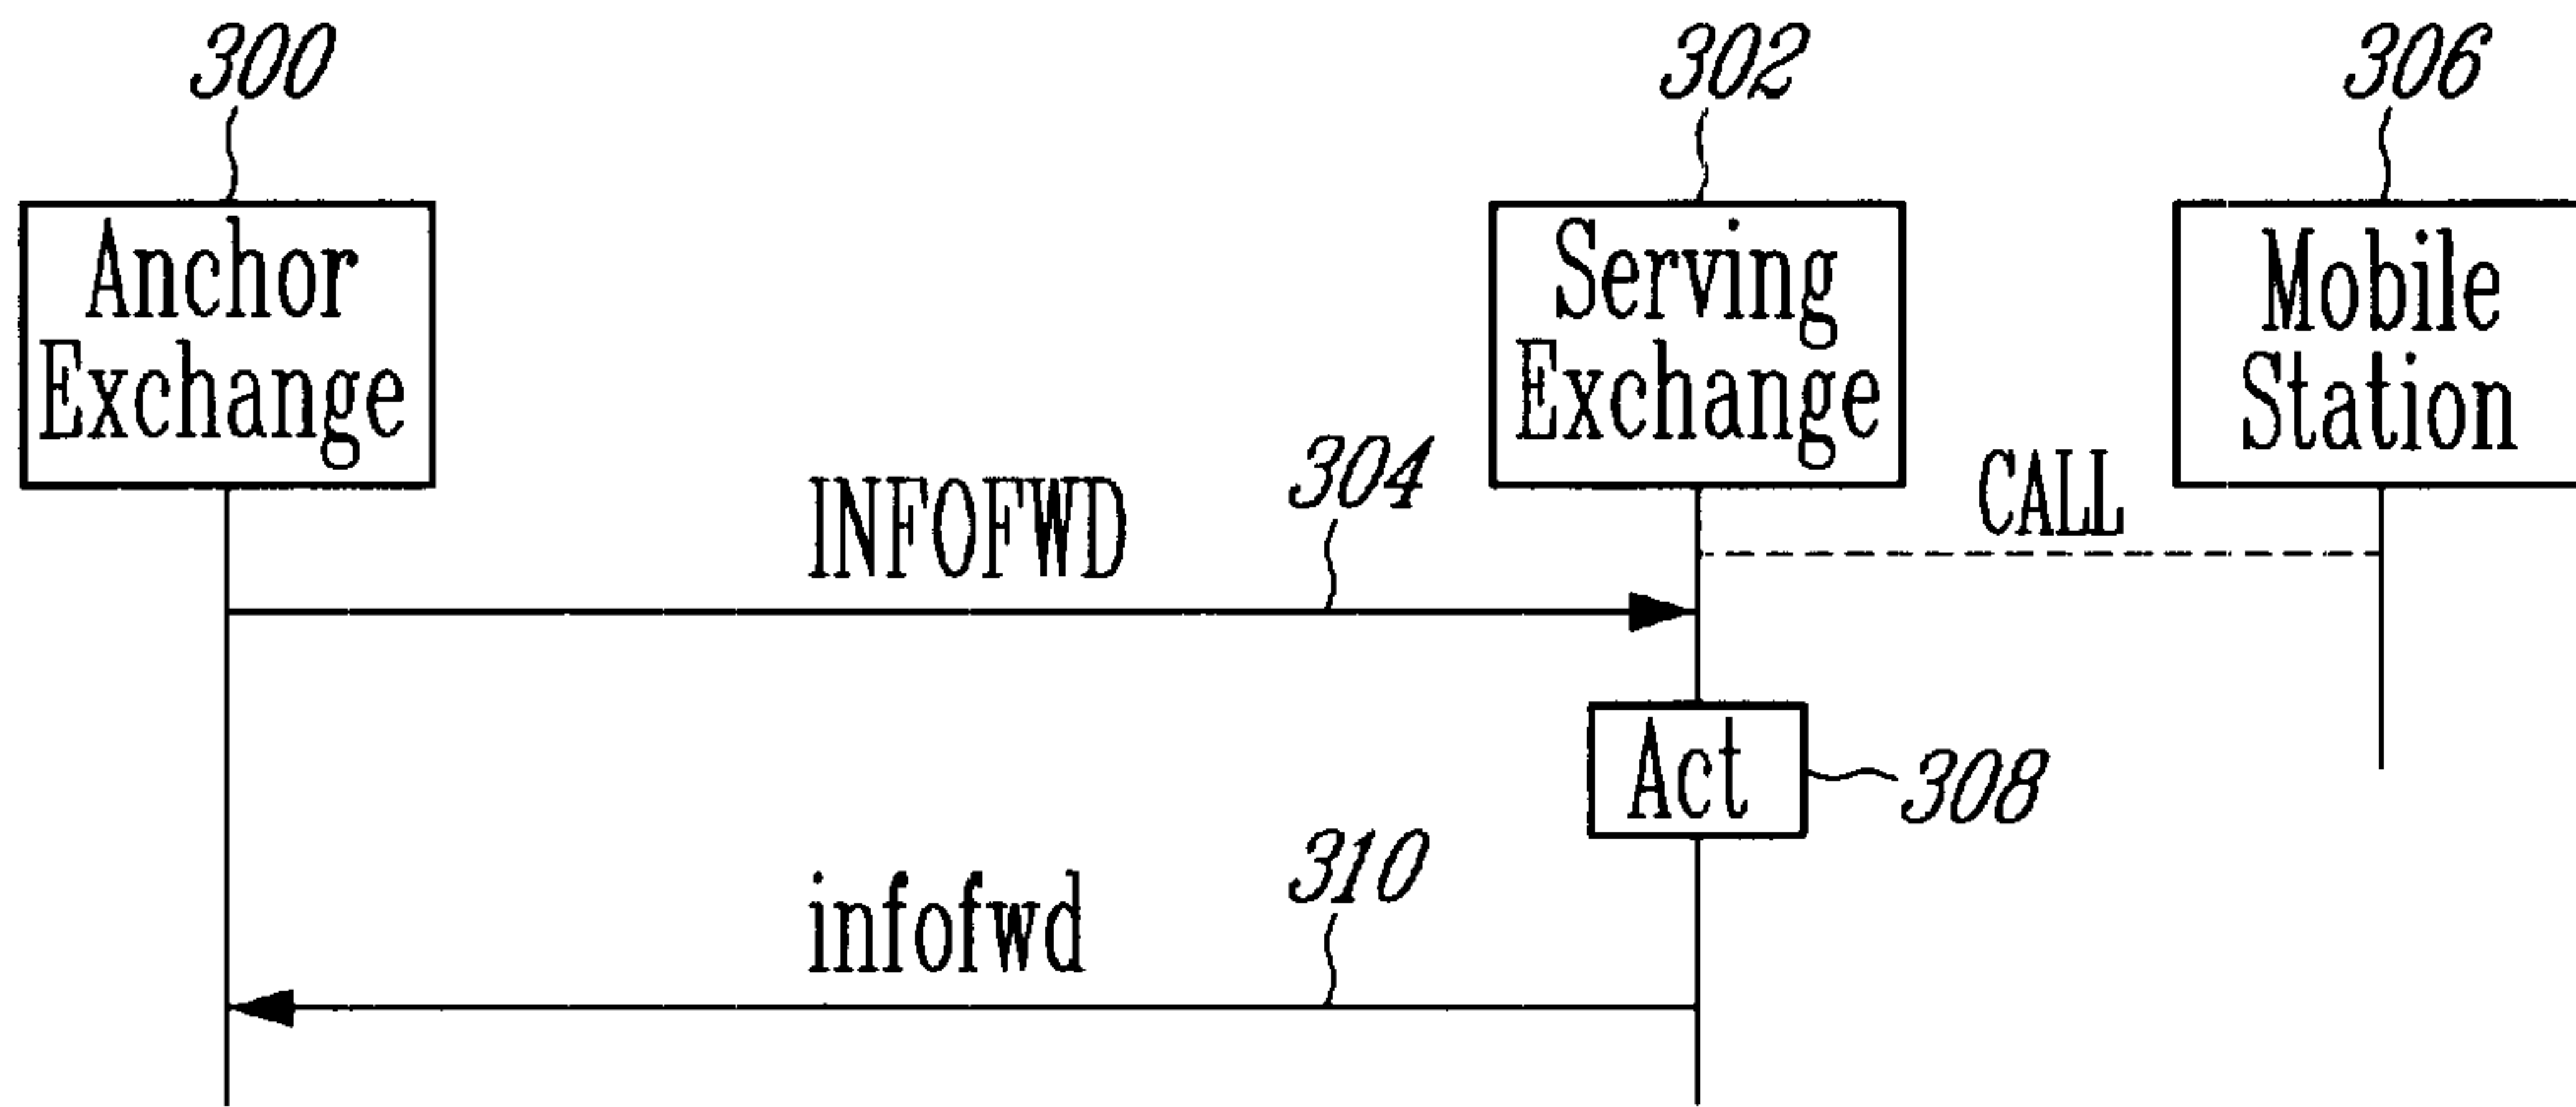 300
302
306
Anchor
Exchange
Serving
Exchange
Mobile
Station
304
INFOFWD
CALL
Act
308
310
infofwd